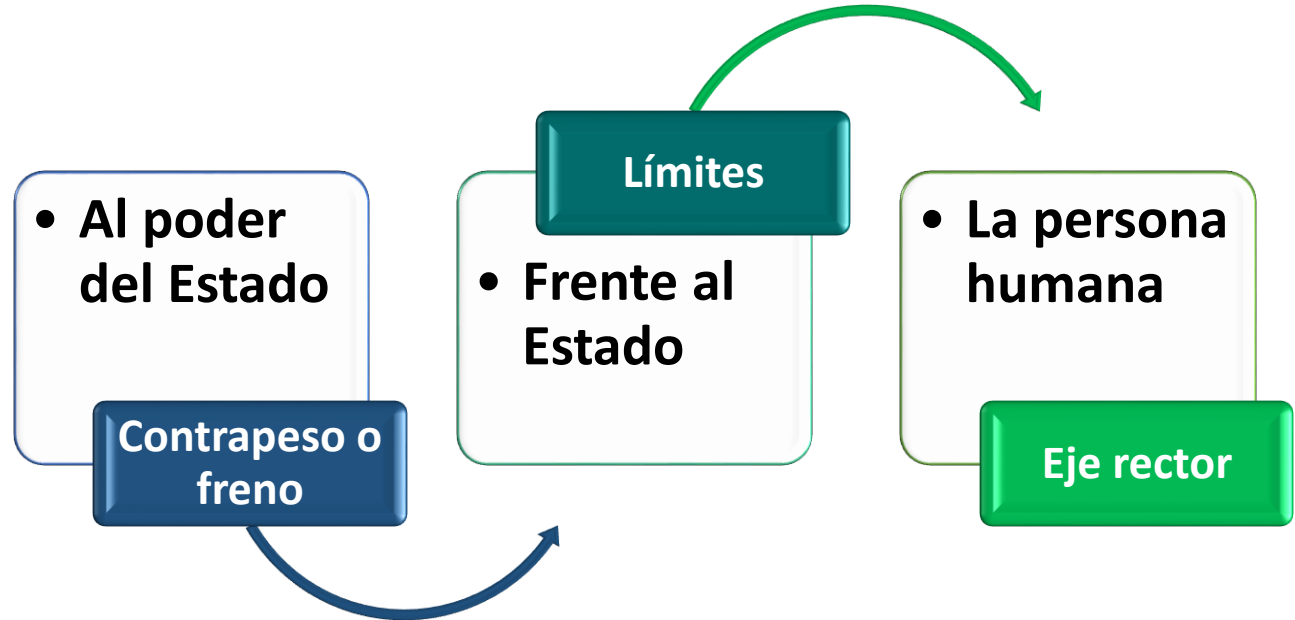 • Al poder
del Estado
Contrapeso o
freno
Límites
• Frente al
Estado
• La persona
humana
Eje rector